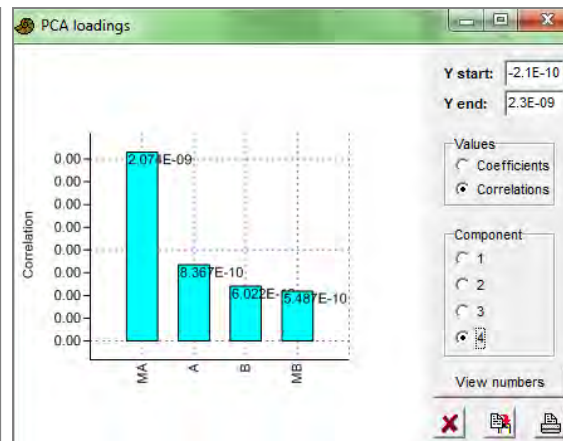 PCA loadings
Y start: -2.1E-10
Y end: 2.3E-09
Values
Coefficients
Correlations
Component
1
2
3
4
View numbers
Correlation
0.00
0.00
0.00
0.00
0.00
0.00
0.00
0.00
0.00
2.074E-09
8.367E-10
6.022E-
5.487E-10
MA
A
B
MB